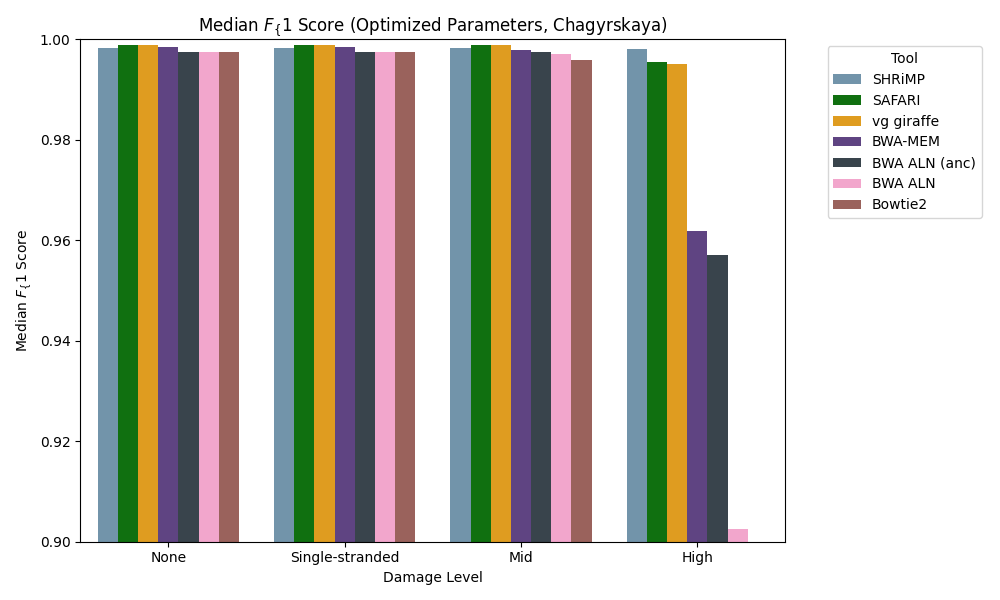 Median F{1 Score (Optimized Parameters, Chagyrskaya)
Median F{1 Score
1.00
0.98
0.96
0.94
0.92
0.90
None Single-stranded Mid High
Damage Level
Tool
SHRiMP
SAFARI
vg giraffe
BWA-MEM
BWA ALN (anc)
BWA ALN
Bowtie2